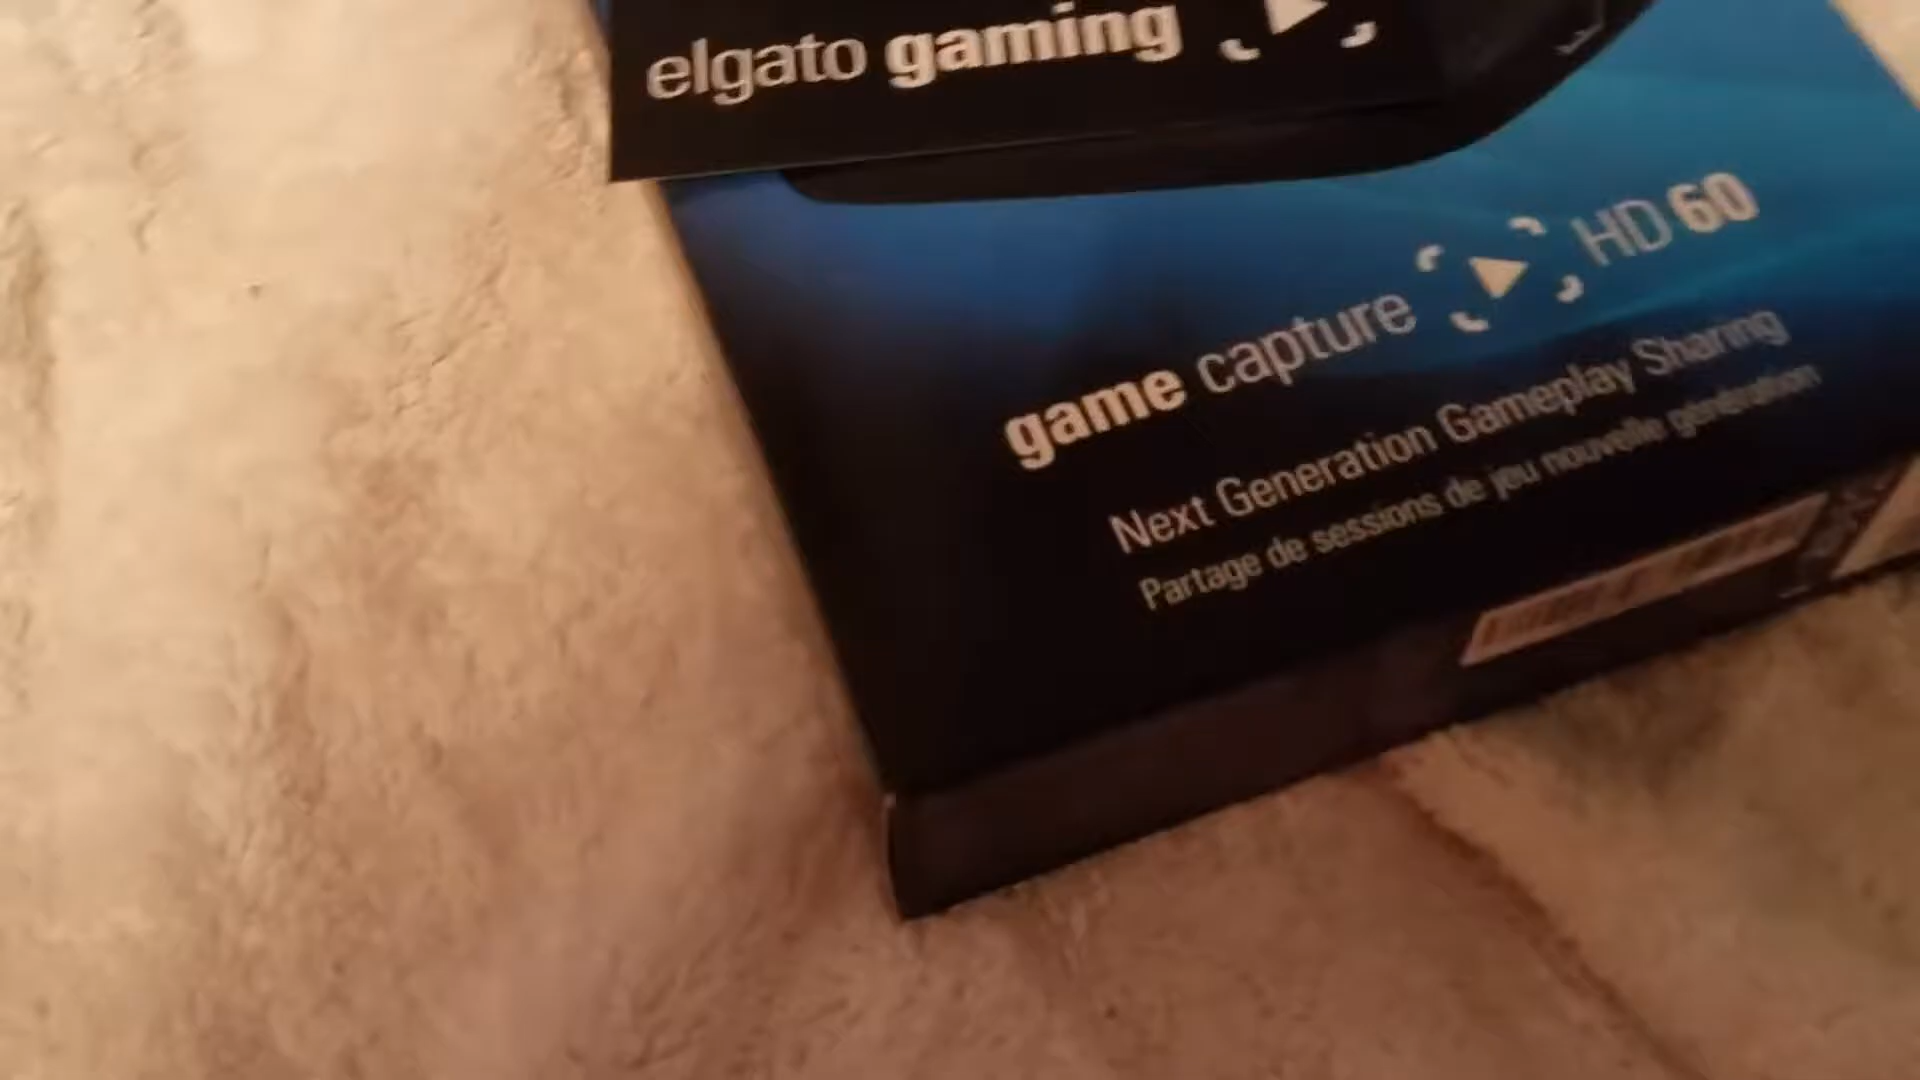 elgato gaming
game capture HD 60
Next Generation Gameplay Sharing
Partage de sessions de jeu nouvelle génération